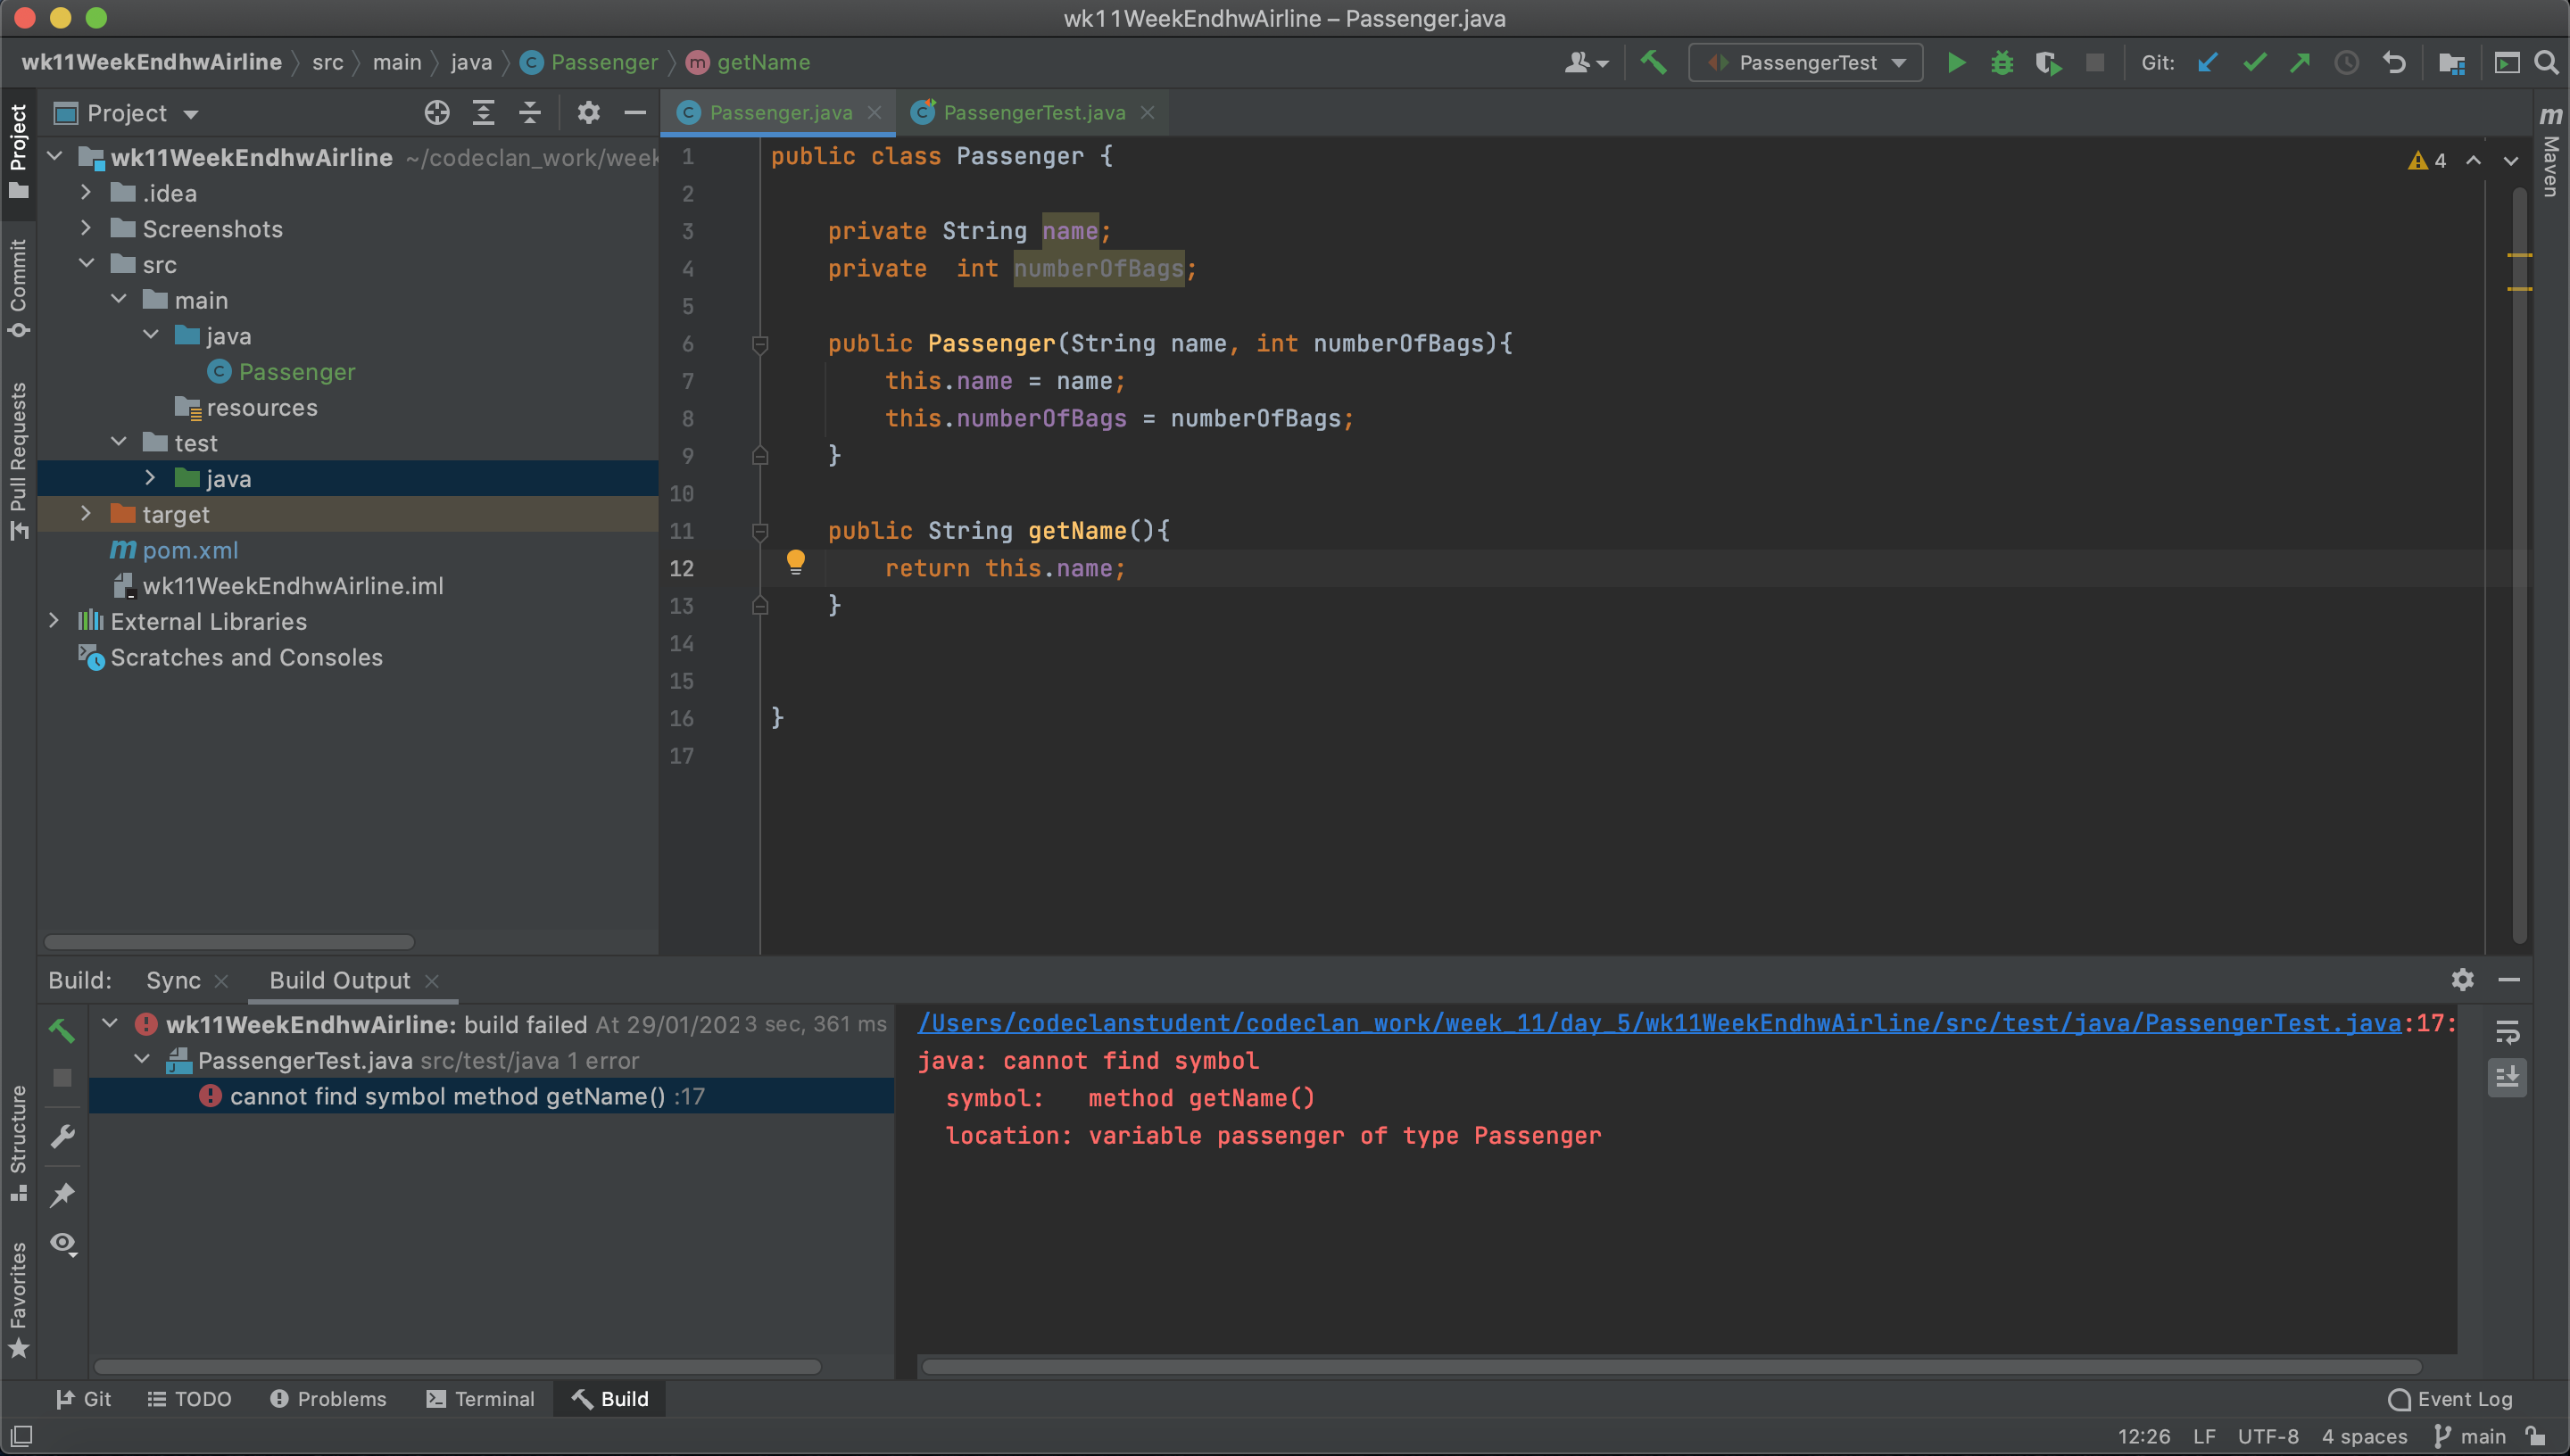 wk11WeekEndhwAirline – Passenger.java
wk11WeekEndhwAirline src main java Passenger getName
PassengerTest
Git:
Project
Passenger.java
PassengerTest.java
Project
Commit
Pull Requests
Structure
Favorites
Maven
wk11WeekEndhwAirline ~/codeclan_work/week
.idea
Screenshots
src
main
java
Passenger
resources
test
java
target
pom.xml
wk11WeekEndhwAirline.iml
External Libraries
Scratches and Consoles
4
1 public class Passenger {
2
3 private String name;
4 private  int numberOfBags;
5
6 public Passenger(String name, int numberOfBags){
7 this.name = name;
8 this.numberOfBags = numberOfBags;
9 }
10
11 public String getName(){
12 return this.name;
13 }
14
15
16 }
17
Build: Sync Build Output
wk11WeekEndhwAirline: build failed At 29/01/202 3 sec, 361 ms
PassengerTest.java src/test/java 1 error
cannot find symbol method getName() :17
/Users/codeclanstudent/codeclan_work/week_11/day_5/wk11WeekEndhwAirline/src/test/java/PassengerTest.java:17:
java: cannot find symbol
symbol:   method getName()
location: variable passenger of type Passenger
Git TODO Problems Terminal Build Event Log
12:26 LF UTF-8 4 spaces main